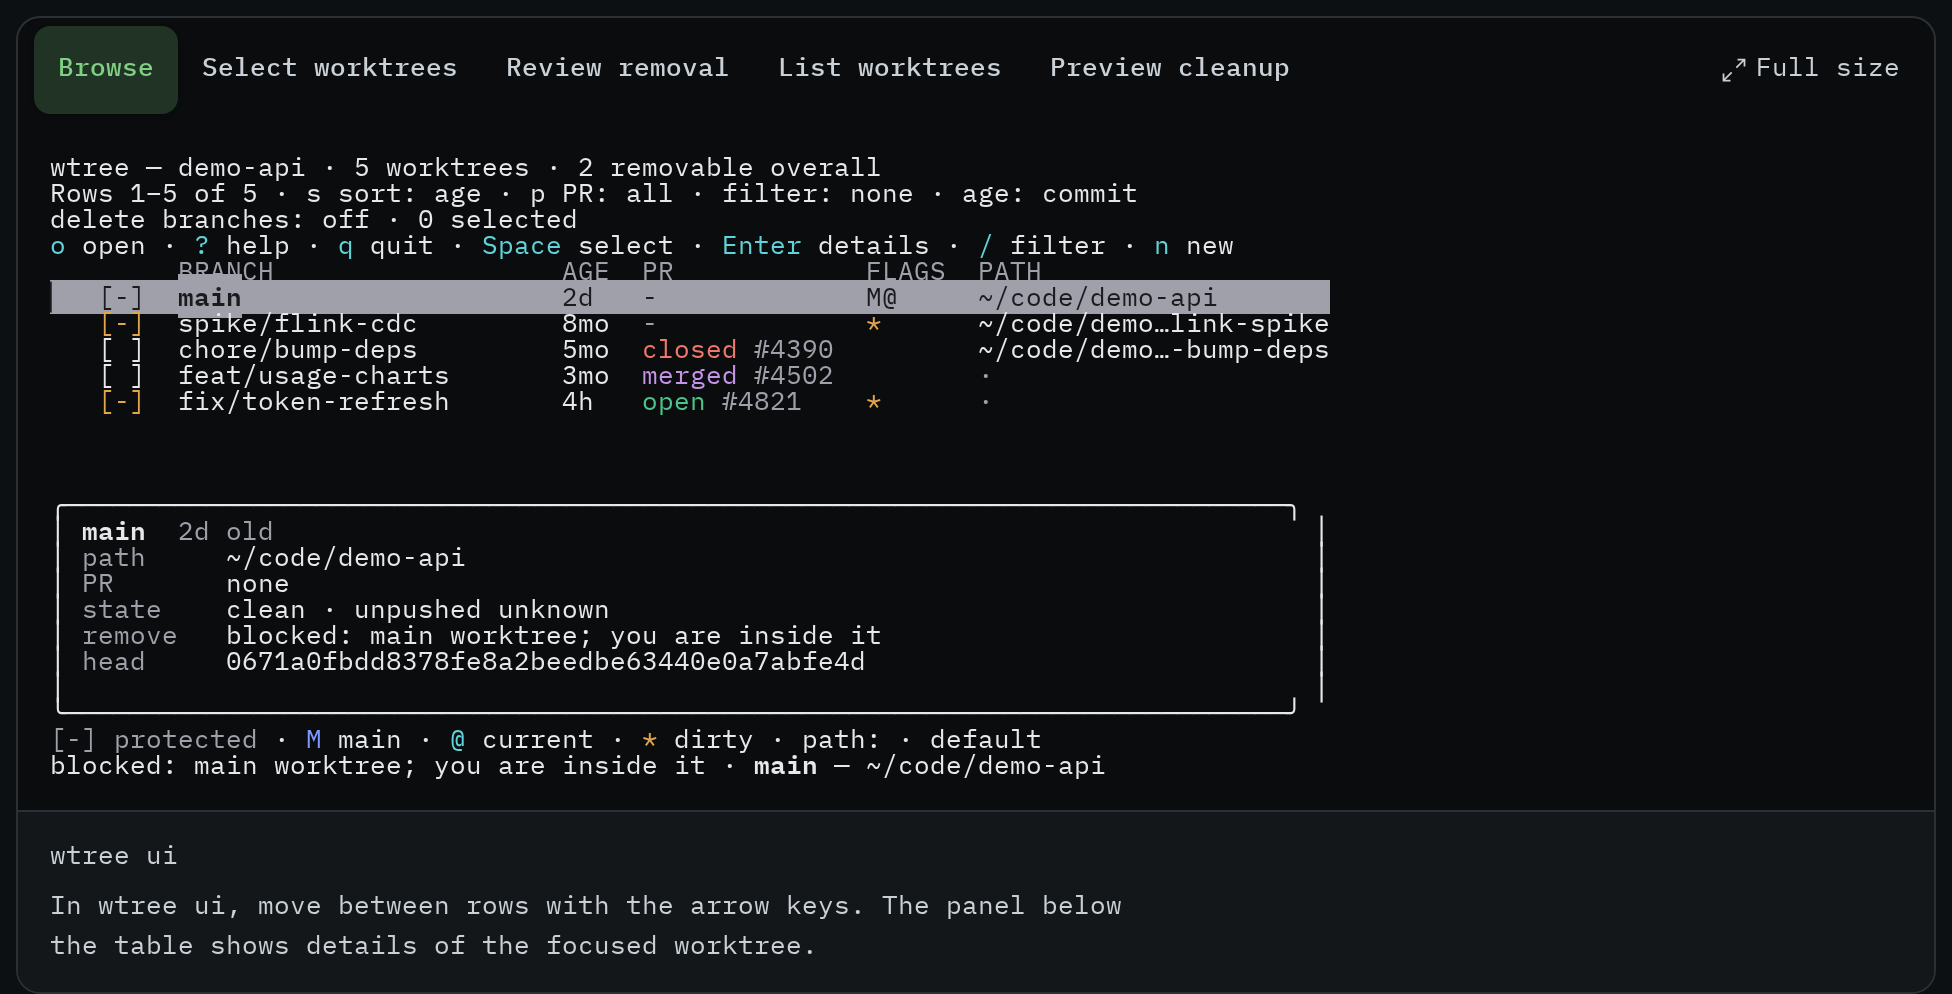 Browse Select worktrees Review removal List worktrees Preview cleanup Full size
wtree — demo-api · 5 worktrees · 2 removable overall
Rows 1–5 of 5 · s sort: age · p PR: all · filter: none · age: commit
delete branches: off · 0 selected
o open · ? help · q quit · Space select · Enter details · / filter · n new
BRANCH AGE PR FLAGS PATH
[-] main 2d - M@ ~/code/demo-api
[-] spike/flink-cdc 8mo - * ~/code/demo…link-spike
[ ] chore/bump-deps 5mo closed #4390 ~/code/demo…-bump-deps
[ ] feat/usage-charts 3mo merged #4502 ·
[-] fix/token-refresh 4h open #4821 * ·
main 2d old
path ~/code/demo-api
PR none
state clean · unpushed unknown
remove blocked: main worktree; you are inside it
head 0671a0fbdd8378fe8a2beedbe63440e0a7abfe4d
[-] protected · M main · @ current · * dirty · path: · default
blocked: main worktree; you are inside it · main — ~/code/demo-api
wtree ui
In wtree ui, move between rows with the arrow keys. The panel below
the table shows details of the focused worktree.